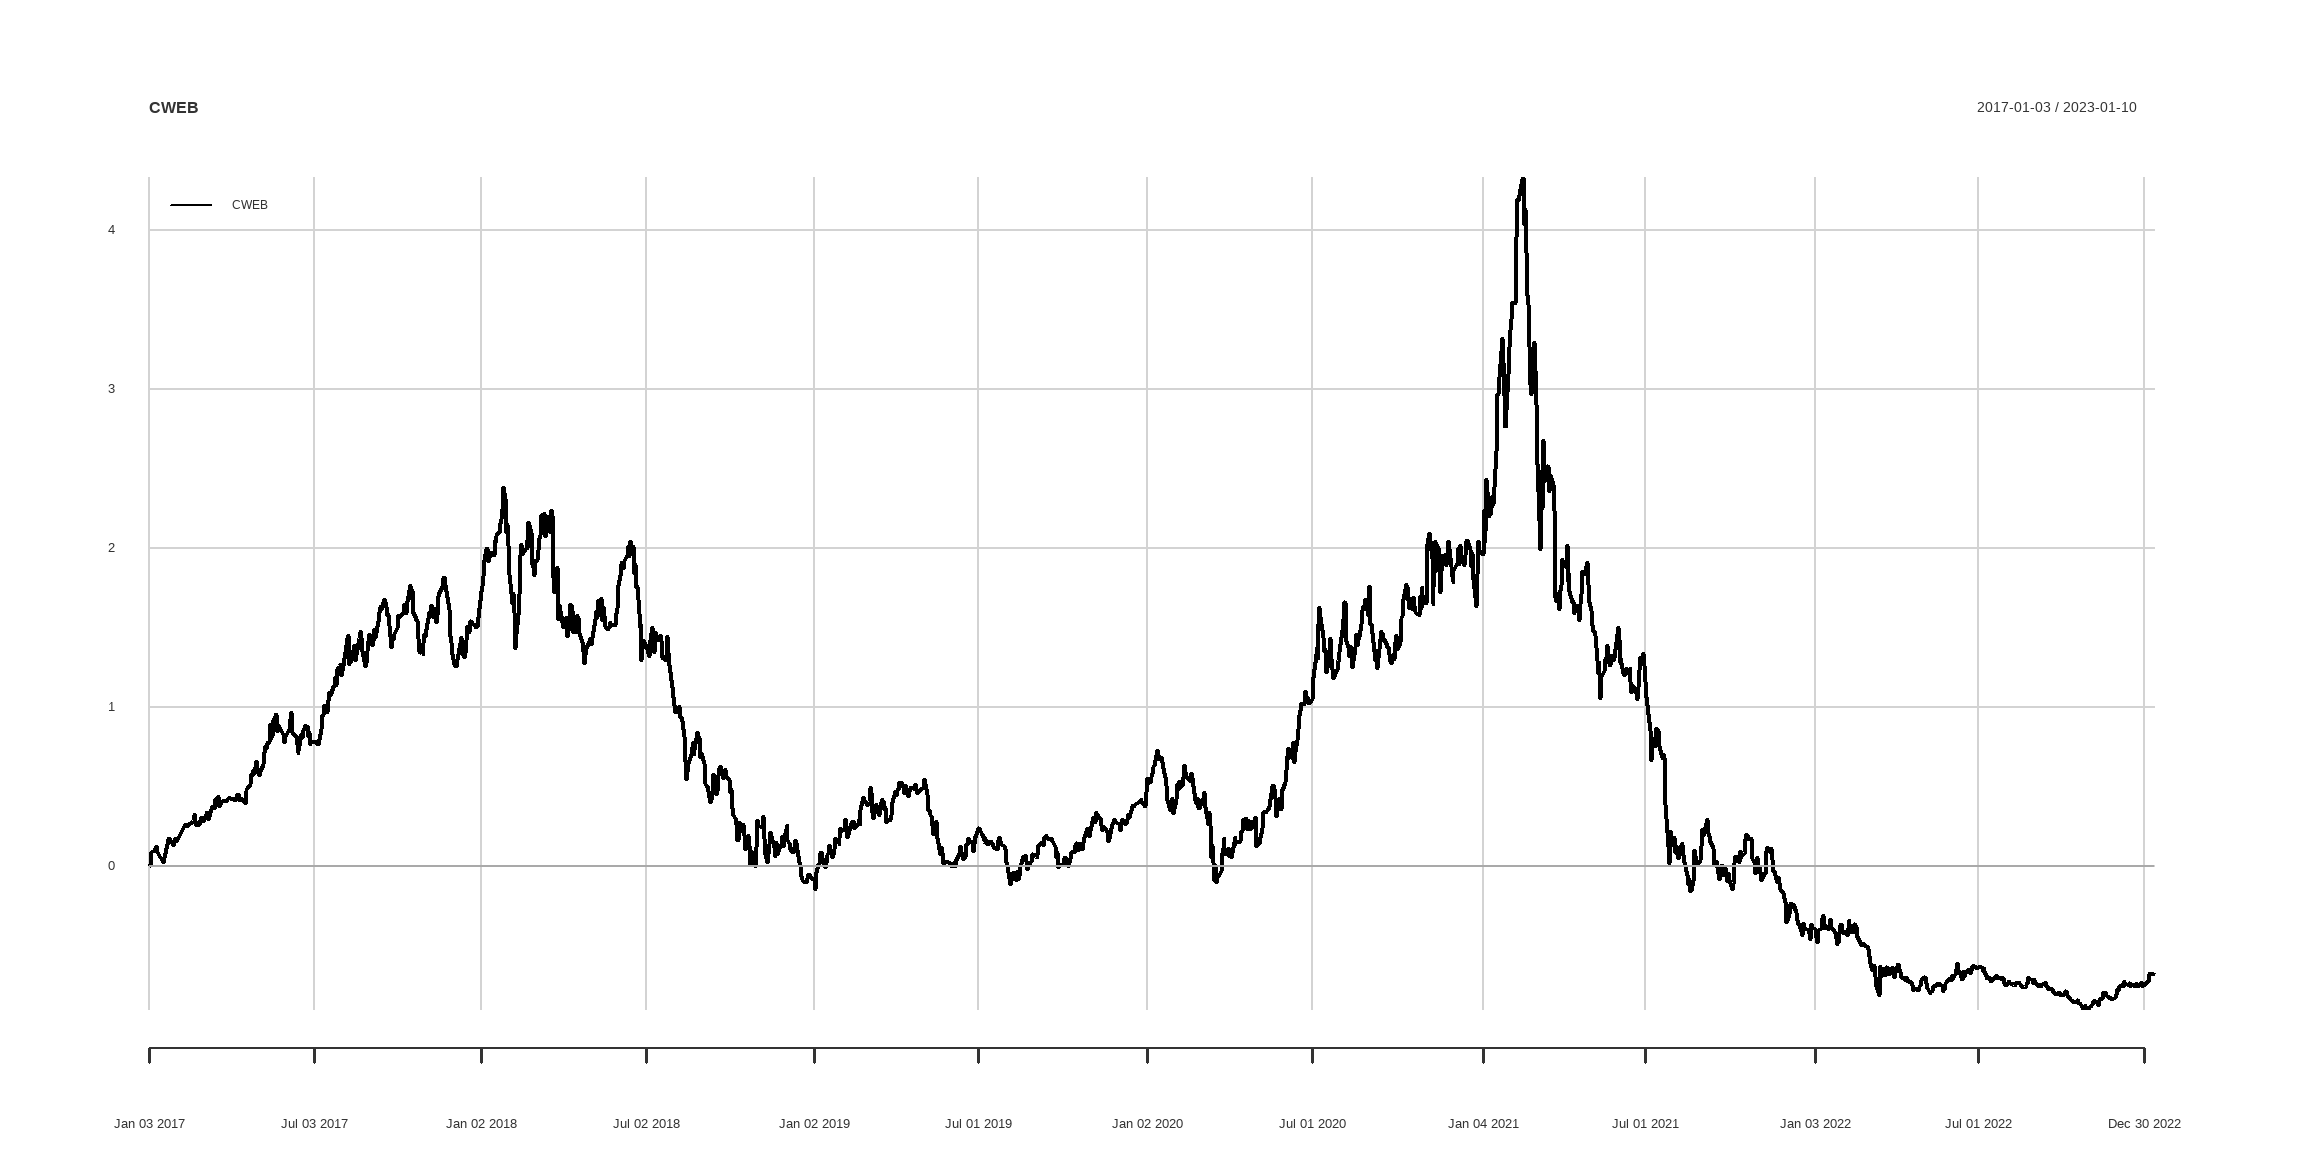 CWEB
2017-01-03 / 2023-01-10
CWEB
4
3
2
1
0
Jan 03 2017
Jul 03 2017
Jan 02 2018
Jul 02 2018
Jan 02 2019
Jul 01 2019
Jan 02 2020
Jul 01 2020
Jan 04 2021
Jul 01 2021
Jan 03 2022
Jul 01 2022
Dec 30 2022